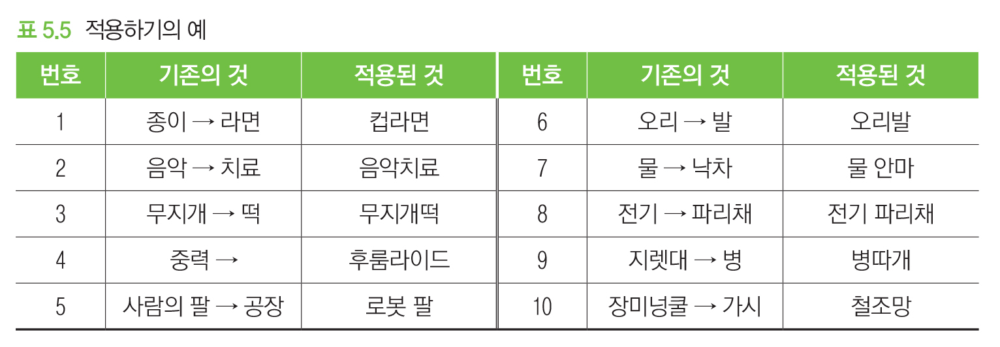 표 5.5 적용하기의 예
번호 기존의 것 적용된 것 번호 기존의 것 적용된 것
1 종이 → 라면 컵라면 6 오리 → 발 오리발
2 음악 → 치료 음악치료 7 물 → 낙차 물 안마
3 무지개 → 떡 무지개떡 8 전기 → 파리채 전기 파리채
4 중력 → 후룸라이드 9 지렛대 → 병 병따개
5 사람의 팔 → 공장 로봇 팔 10 장미넝쿨 → 가시 철조망